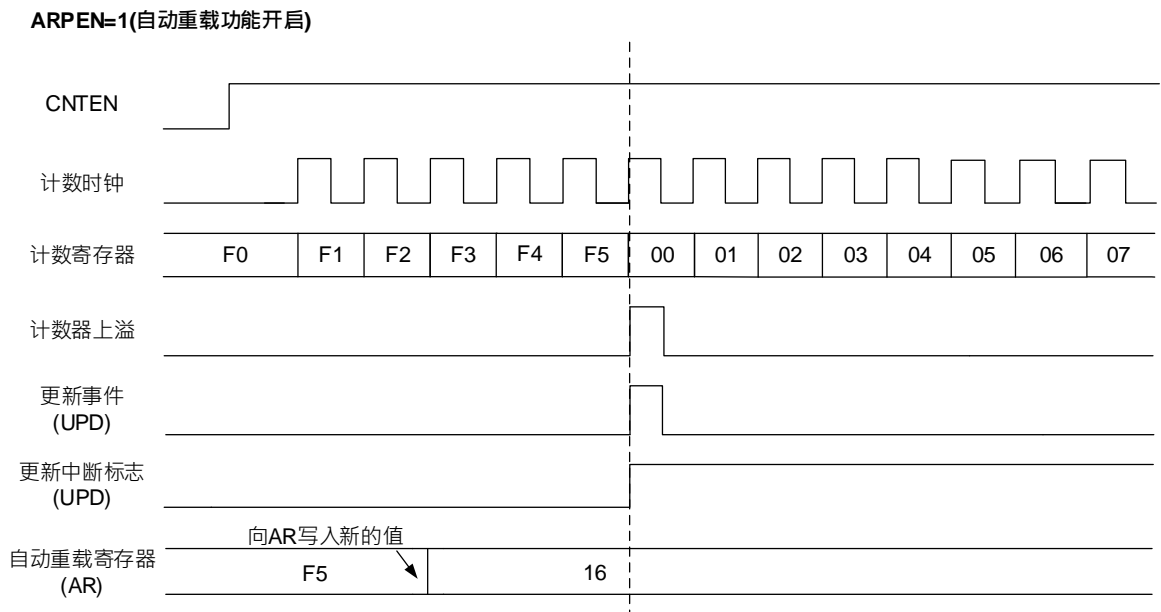 ARPEN=1(自动重载功能开启)
CNTEN
计数时钟
计数寄存器 F0 F1 F2 F3 F4 F5 00 01 02 03 04 05 06 07
计数器上溢
更新事件
(UPD)
更新中断标志
(UPD)
向AR写入新的值
自动重载寄存器
(AR)
F5 16